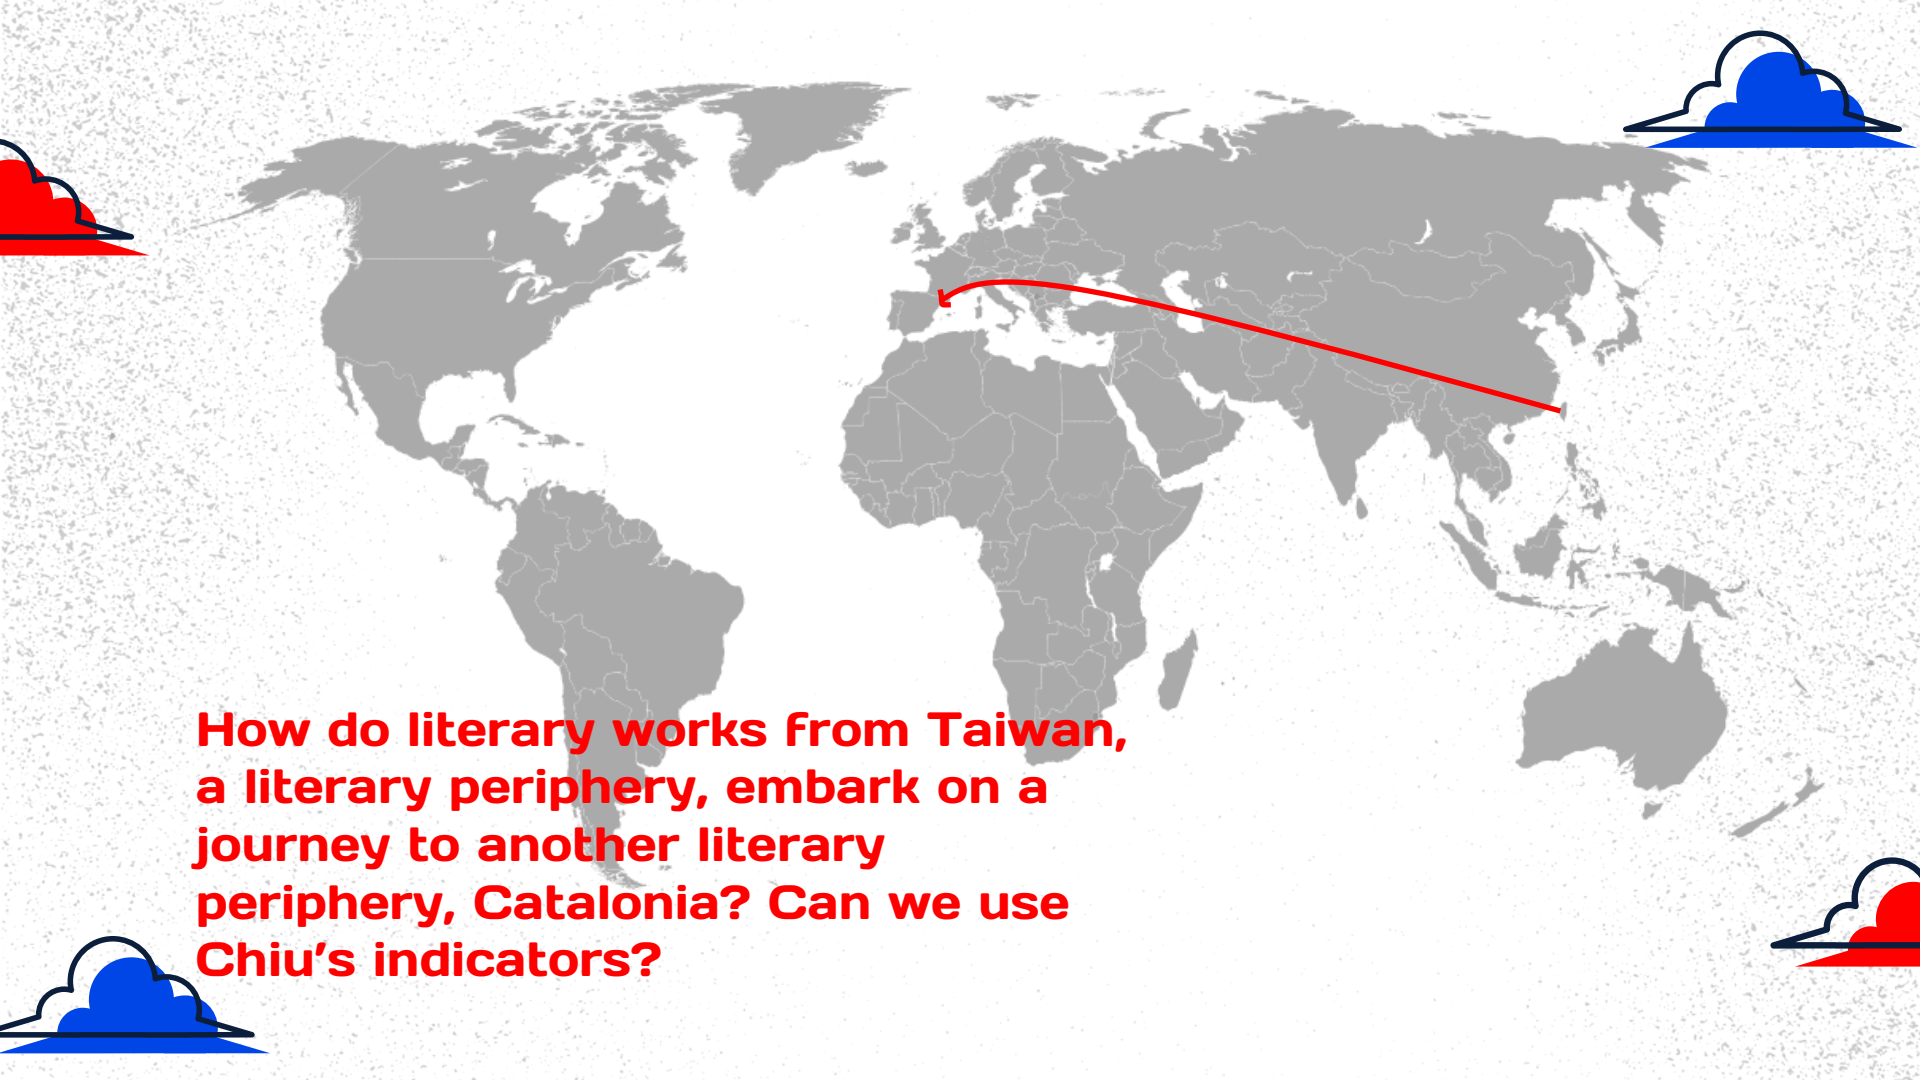 How do literary works from Taiwan,
a literary periphery, embark on a
journey to another literary
periphery, Catalonia? Can we use
Chiu's indicators?